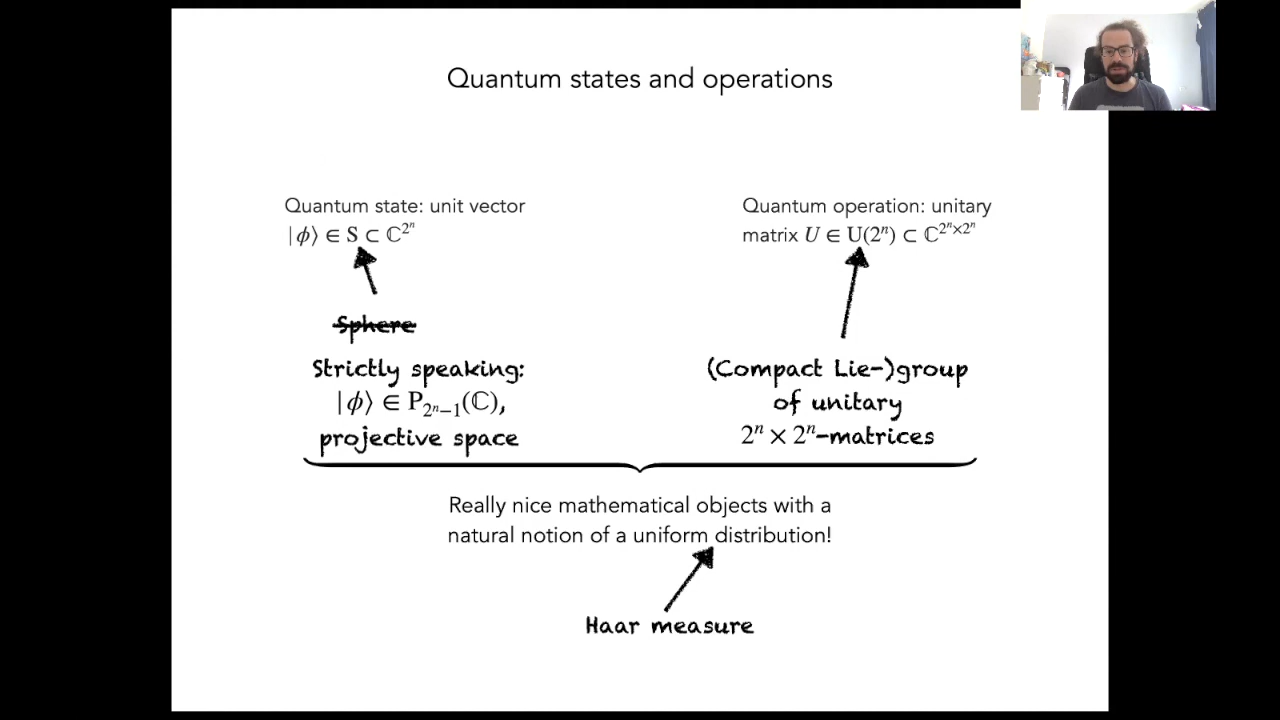 Quantum states and operations
Quantum state: unit vector
|ϕ⟩ ∈ S ⊂ ℂ^{2^n}
Sphere
Strictly speaking:
|ϕ⟩ ∈ P_{2^n−1}(ℂ),
projective space
Quantum operation: unitary
matrix U ∈ U(2^n) ⊂ ℂ^{2^n×2^n}
(Compact Lie-)group
of unitary
2^n × 2^n-matrices
Really nice mathematical objects with a
natural notion of a uniform distribution!
Haar measure